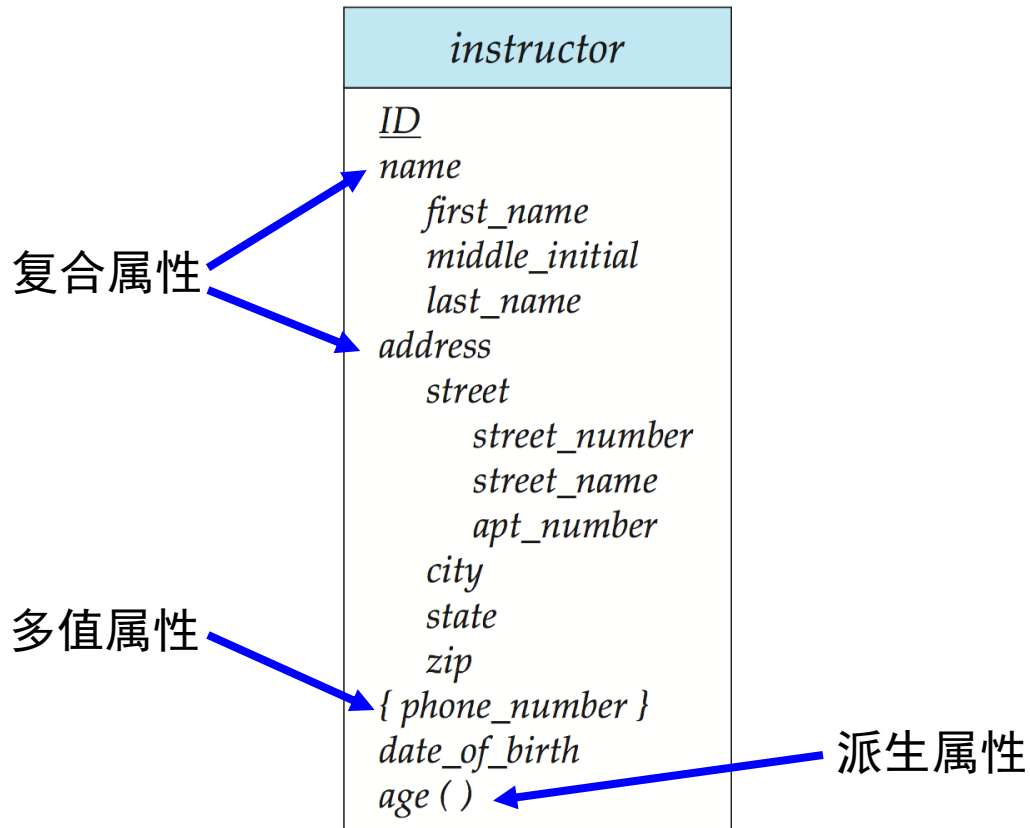 instructor
ID
name
first_name
middle_initial
复合属性
last_name
address
street
street_number
street_name
apt_number
city
多值属性
state
zip
{ phone_number }
date_of_birth
派生属性
age ( )